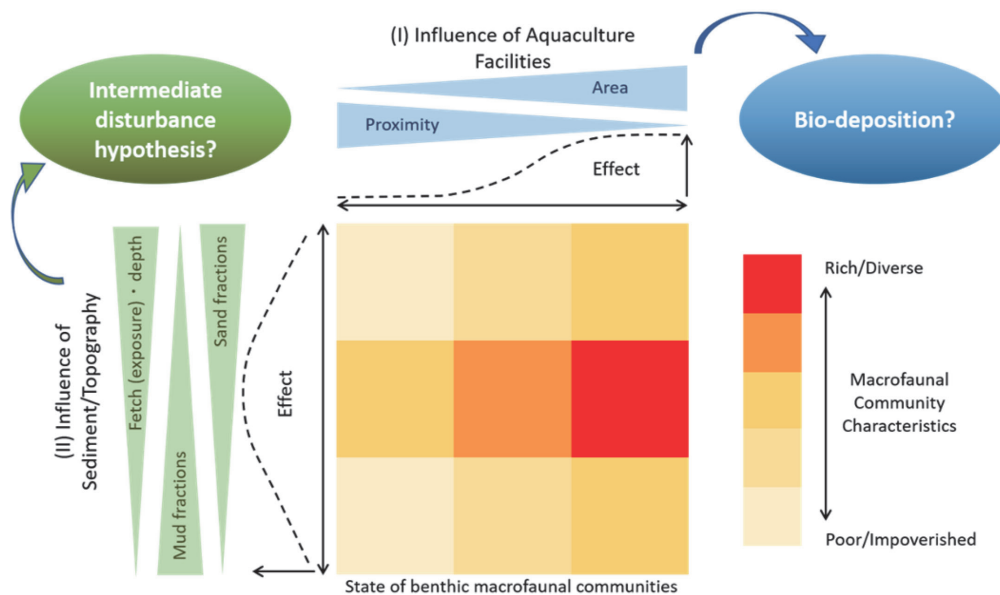 (I) Influence of Aquaculture
Facilities
Intermediate
disturbance
hypothesis?
Area
Proximity
Bio-deposition?
Effect
(II) Influence of
Sediment/Topography
Fetch (exposure)・depth
Mud fractions
Sand fractions
Effect
Rich/Diverse
Macrofaunal
Community
Characteristics
Poor/Impoverished
State of benthic macrofaunal communities